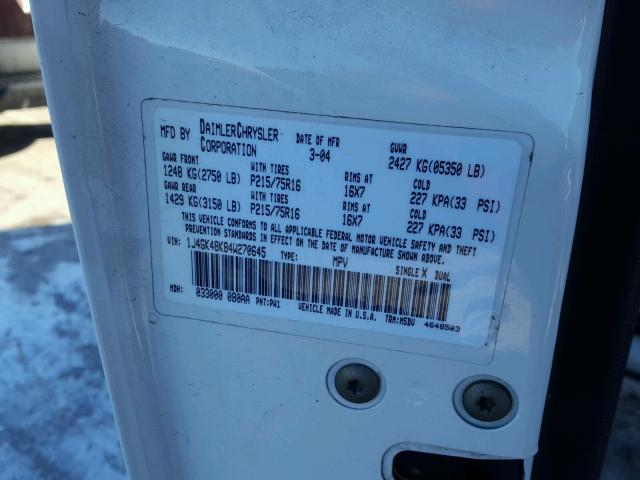 MFD BY DAIMLERCHRYSLER CORPORATION DATE OF MFR 3-04 GVWR 2427 KG(05350 LB)
GAWR FRONT WITH TIRES RIMS AT COLD
1248 KG(2750 LB) P215/75R16 16X7 227 KPA(33 PSI)
GAWR REAR WITH TIRES RIMS AT COLD
1429 KG(3150 LB) P215/75R16 16X7 227 KPA(33 PSI)
THIS VEHICLE CONFORMS TO ALL APPLICABLE FEDERAL MOTOR VEHICLE SAFETY AND THEFT
PREVENTION STANDARDS IN EFFECT ON THE DATE OF MANUFACTURE SHOWN ABOVE.
VIN: 1J4GK48K84W270645 TYPE: MPV SINGLE X DUAL
MDH: 033000 080AA PNT:PW1 VEHICLE MADE IN U.S.A. TRM:M5DV 4648503